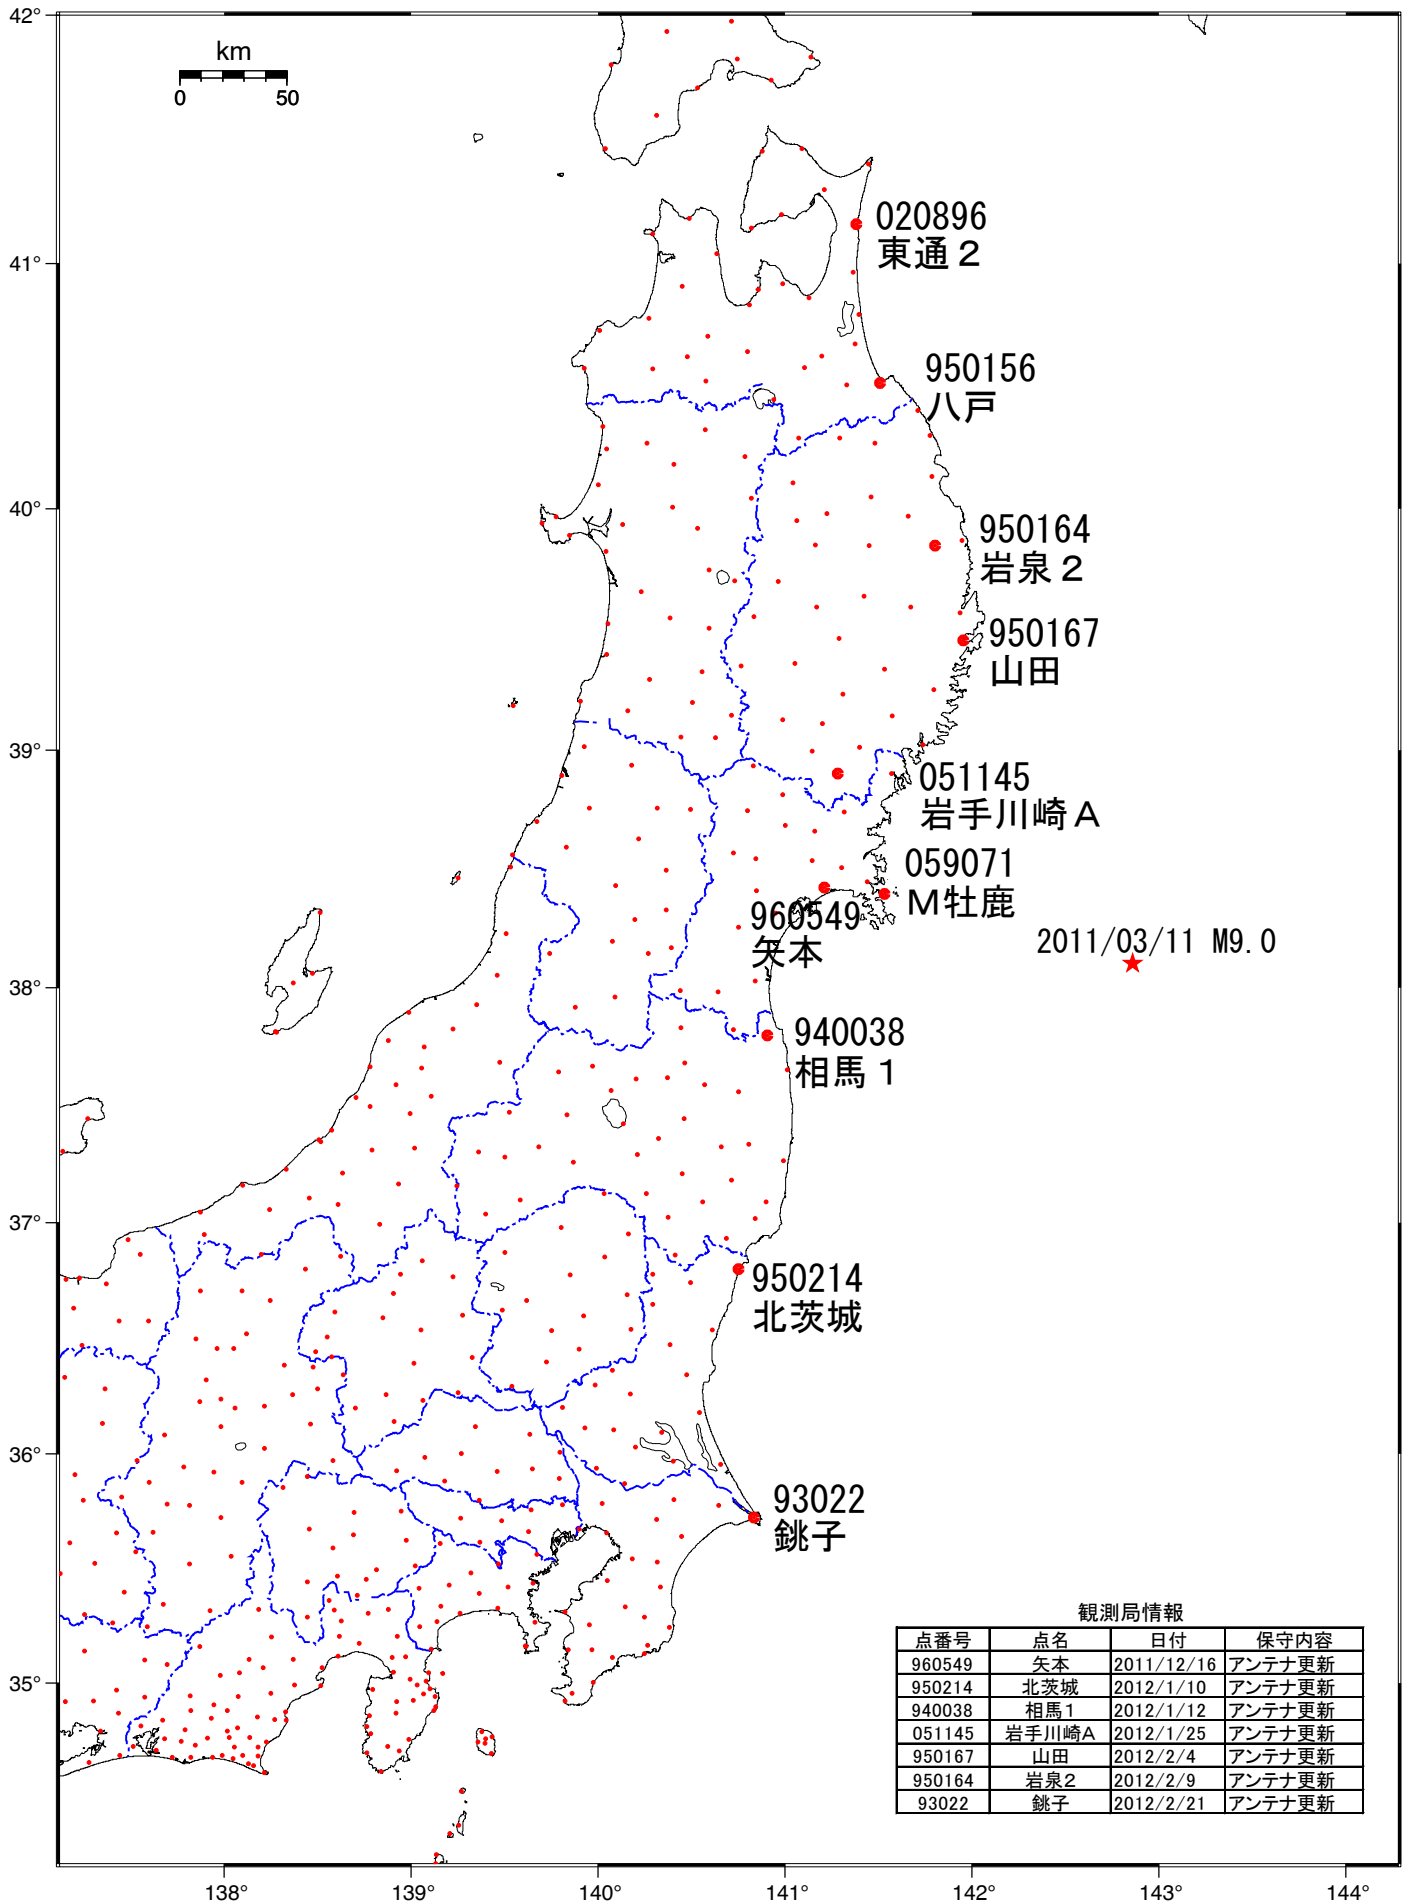 42°
km
0 50
020896
東通２
41°
950156
八戸
40°
950164
岩泉２
950167
山田
39°
051145
岩手川崎Ａ
059071
Ｍ牡鹿
960549
矢本
2011/03/11 M9.0
38°
940038
相馬１
37°
950214
北茨城
36°
93022
銚子
35°
観測局情報
点番号 点名 日付 保守内容
960549 矢本 2011/12/16 アンテナ更新
950214 北茨城 2012/1/10 アンテナ更新
940038 相馬1 2012/1/12 アンテナ更新
051145 岩手川崎A 2012/1/25 アンテナ更新
950167 山田 2012/2/4 アンテナ更新
950164 岩泉2 2012/2/9 アンテナ更新
93022 銚子 2012/2/21 アンテナ更新
138° 139° 140° 141° 142° 143° 144°